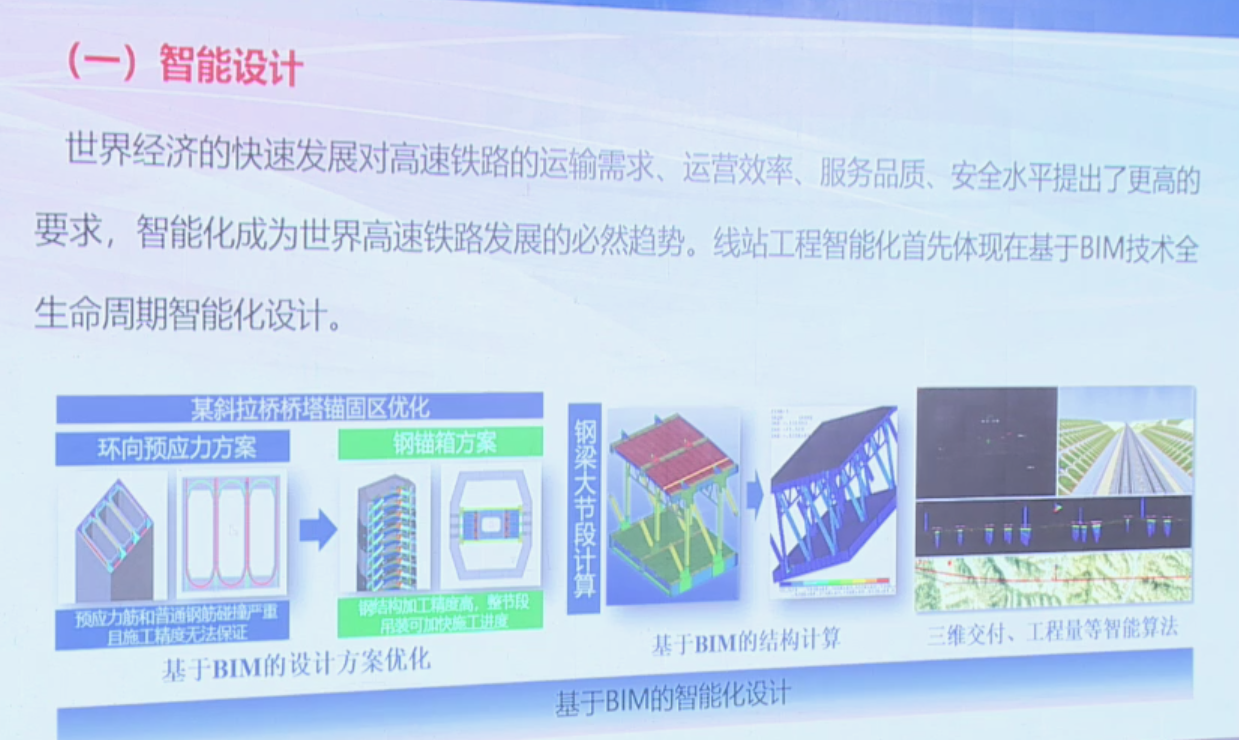 （一）智能设计
世界经济的快速发展对高速铁路的运输需求、运营效率、服务品质、安全水平提出了更高的
要求，智能化成为世界高速铁路发展的必然趋势。线站工程智能化首先体现在基于BIM技术全
生命周期智能化设计。
某斜拉桥桥塔锚固区优化
环向预应力方案
钢锚箱方案
预应力筋和普通钢筋碰撞严重
且施工精度无法保证
钢结构加工精度高，整节段
吊装可加快施工进度
基于BIM的设计方案优化
钢梁大节段计算
基于BIM的结构计算
三维交付、工程量等智能算法
基于BIM的智能化设计